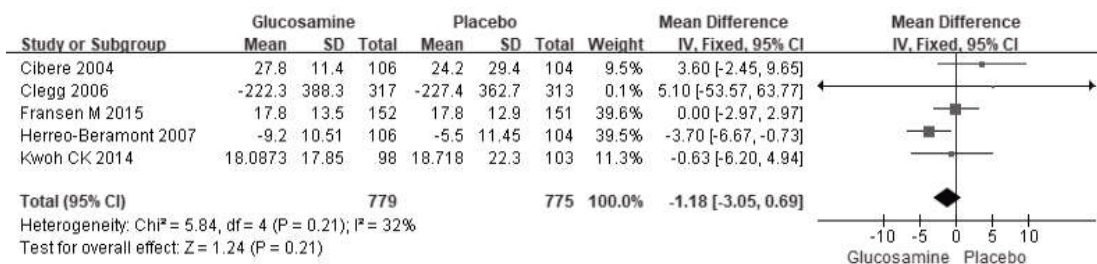 Glucosamine Placebo Mean Difference Mean Difference
Study or Subgroup Mean SD Total Mean SD Total Weight IV, Fixed, 95% CI IV, Fixed, 95% CI
Cibere 2004 27.8 11.4 106 24.2 29.4 104 9.5% 3.60 [-2.45, 9.65]
Clegg 2006 -222.3 388.3 317 -227.4 362.7 313 0.1% 5.10 [-53.57, 63.77]
Fransen M 2015 17.8 13.5 152 17.8 12.9 151 39.6% 0.00 [-2.97, 2.97]
Herreo-Beramont 2007 -9.2 10.51 106 -5.5 11.45 104 39.5% -3.70 [-6.67, -0.73]
Kwoh CK 2014 18.0873 17.85 98 18.718 22.3 103 11.3% -0.63 [-6.20, 4.94]
Total (95% CI) 779 775 100.0% -1.18 [-3.05, 0.69]
Heterogeneity: Chi² = 5.84, df = 4 (P = 0.21); I² = 32%
Test for overall effect: Z = 1.24 (P = 0.21)
-10 -5 0 5 10
Glucosamine Placebo